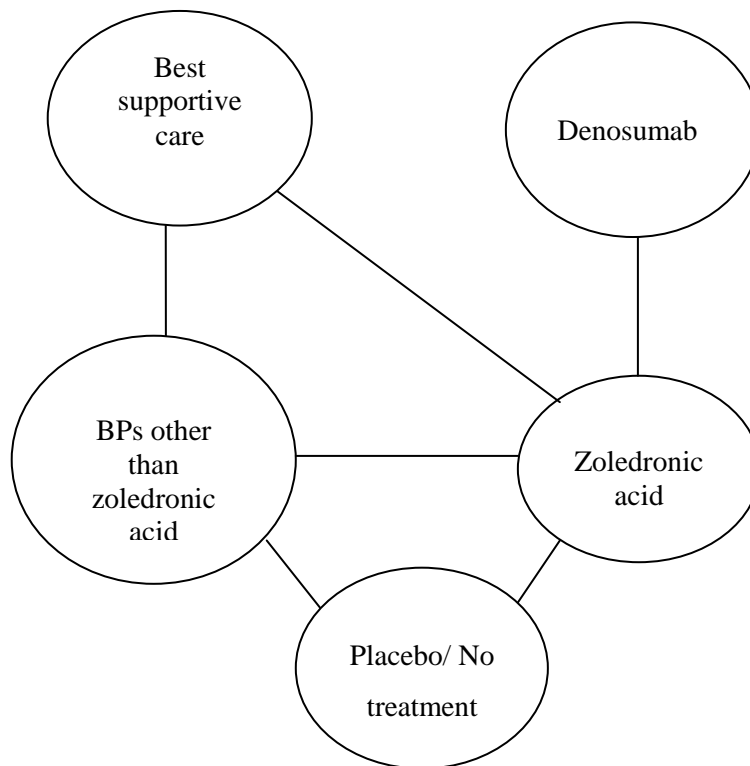 Best
supportive
care
Denosumab
BPs other
than
zoledronic
acid
Zoledronic
acid
Placebo/ No
treatment